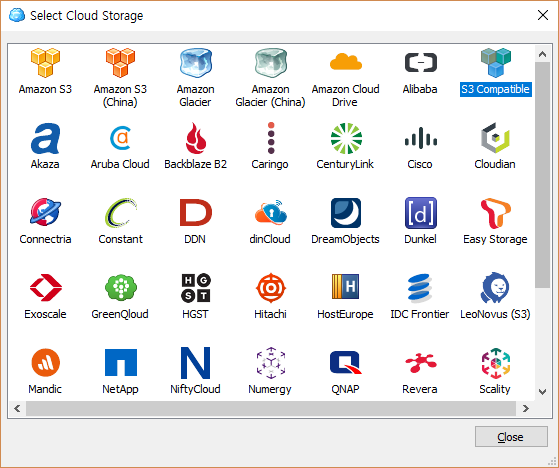 Select Cloud Storage
Amazon S3
Amazon S3
(China)
Amazon
Glacier
Amazon
Glacier (China)
Amazon Cloud
Drive
Alibaba
S3 Compatible
Akaza
Aruba Cloud
a
Backblaze B2
Caringo
CenturyLink
Cisco
Cloudian
Connectria
Constant
DDN
dinCloud
DreamObjects
[d]
Dunkel
Easy Storage
Exoscale
GreenQloud
HG
ST
HGST
Hitachi
H
HostEurope
IDC Frontier
LeoNovus (S3)
Mandic
NetApp
N
NiftyCloud
Numergy
QNAP
Revera
Scality
Close